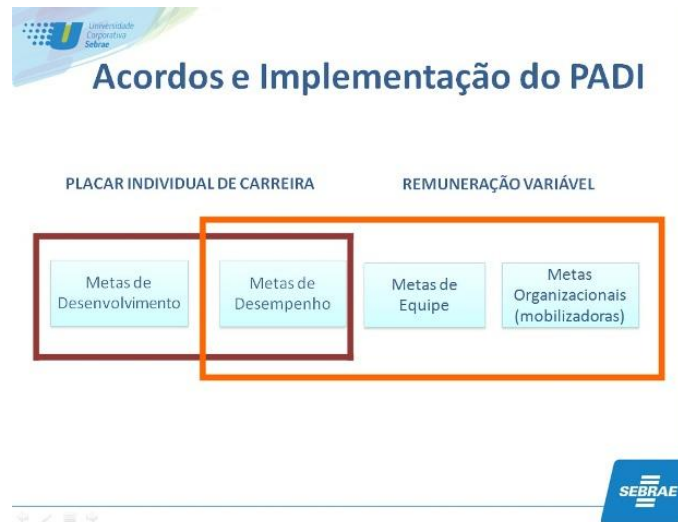 Universidade
Corporativa
Sebrae
Acordos e Implementação do PADI
PLACAR INDIVIDUAL DE CARREIRA
REMUNERAÇÃO VARIÁVEL
Metas de
Desenvolvimento
Metas de
Desempenho
Metas de
Equipe
Metas
Organizacionais
(mobilizadoras)
SEBRAE